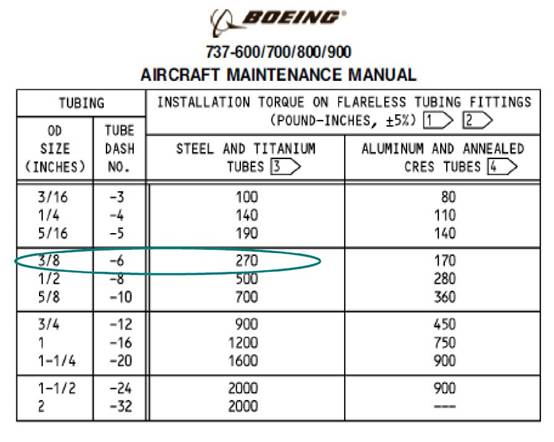 BOEING®
737-600/700/800/900
AIRCRAFT MAINTENANCE MANUAL
TUBING
INSTALLATION TORQUE ON FLARELESS TUBING FITTINGS
(POUND-INCHES, ±5%) 1 2
OD
SIZE
(INCHES)
TUBE
DASH
NO.
STEEL AND TITANIUM
TUBES 3
ALUMINUM AND ANNEALED
CRES TUBES 4
3/16 -3 100 80
1/4 -4 140 110
5/16 -5 190 140
3/8 -6 270 170
1/2 -8 500 280
5/8 -10 700 360
3/4 -12 900 450
1 -16 1200 750
1-1/4 -20 1600 900
1-1/2 -24 2000 900
2 -32 2000 ---